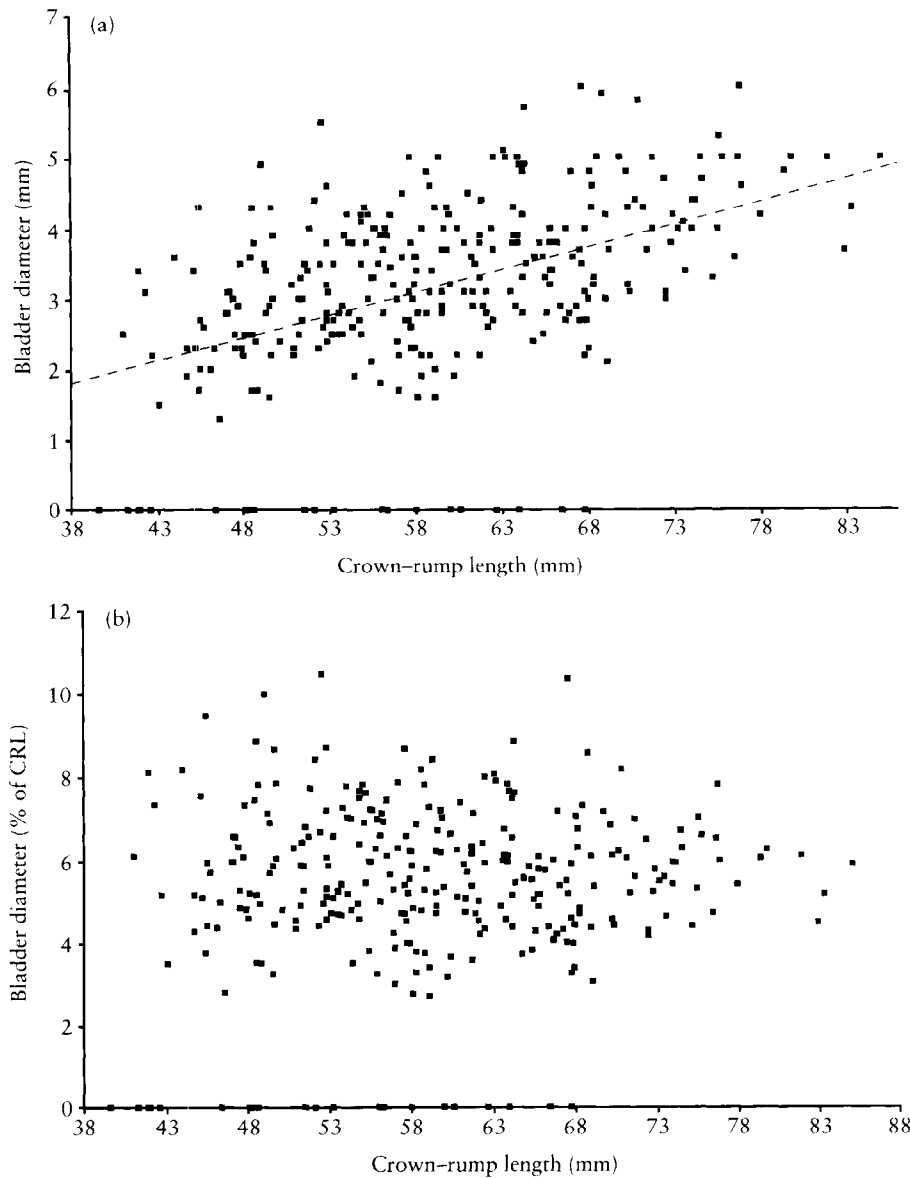 (a)
7
6
5
4
3
2
1
0
Bladder diameter (mm)
38 43 48 53 58 63 68 73 78 83
Crown–rump length (mm)
(b)
12
10
8
6
4
2
0
Bladder diameter (% of CRL)
38 43 48 53 58 63 68 73 78 83 88
Crown–rump length (mm)